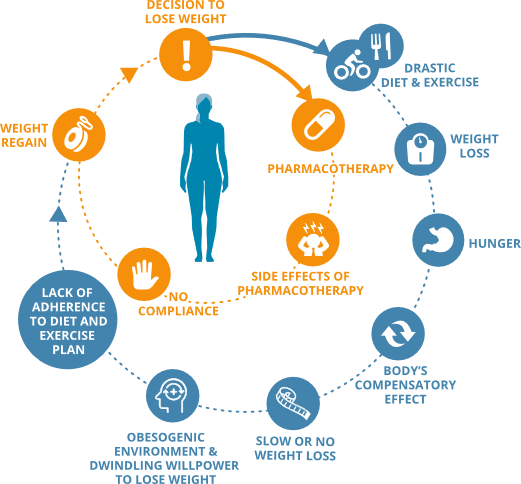 DECISION TO
LOSE WEIGHT
DRASTIC
DIET & EXERCISE
WEIGHT
LOSS
HUNGER
BODY'S
COMPENSATORY
EFFECT
SLOW OR NO
WEIGHT LOSS
OBESOGENIC
ENVIRONMENT &
DWINDLING WILLPOWER
TO LOSE WEIGHT
LACK OF
ADHERENCE
TO DIET AND
EXERCISE
PLAN
WEIGHT
REGAIN
PHARMACOTHERAPY
SIDE EFFECTS OF
PHARMACOTHERAPY
NO
COMPLIANCE